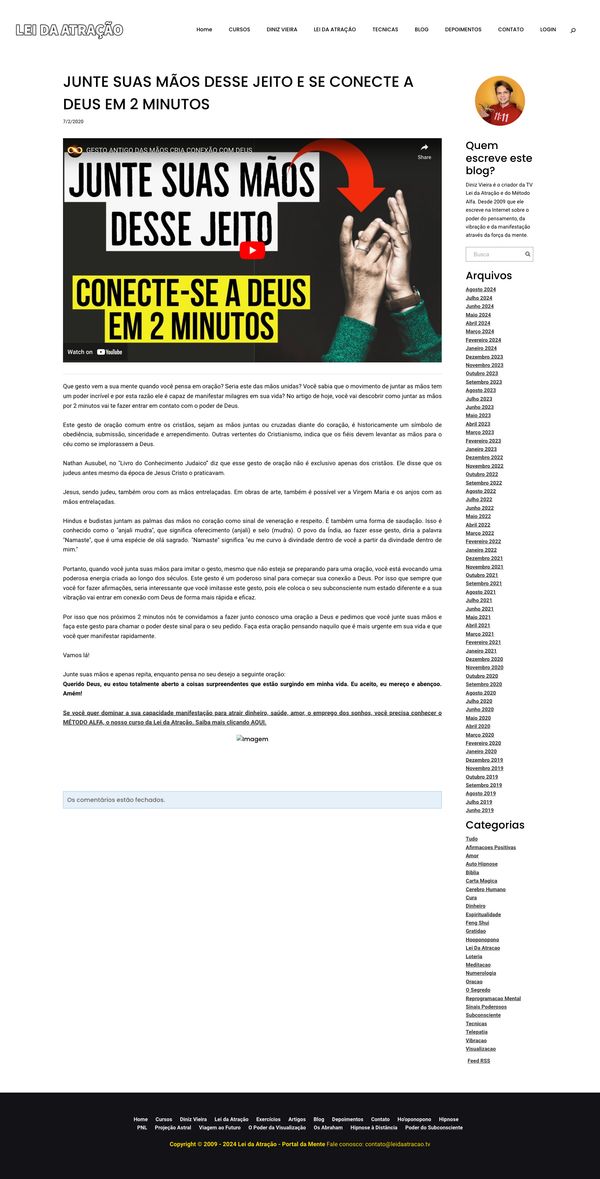 LEI DA ATRAÇÃO
Home CURSOS DINIZ VIEIRA LEI DA ATRAÇÃO TECNICAS BLOG DEPOIMENTOS CONTATO LOGIN
JUNTE SUAS MÃOS DESSE JEITO E SE CONECTE A
DEUS EM 2 MINUTOS
7/2/2020
GESTO ANTIGO DAS MÃOS CRIA CONEXÃO COM DEUS
Share
JUNTE SUAS MÃOS
DESSE JEITO
CONECTE-SE A DEUS
EM 2 MINUTOS
Watch on YouTube
Que gesto vem a sua mente quando você pensa em oração? Seria este das mãos unidas? Você sabia que o movimento de juntar as mãos tem
um poder incrível e por esta razão ele é capaz de manifestar milagres em sua vida? No artigo de hoje, você vai descobrir como juntar as mãos
por 2 minutos vai te fazer entrar em contato com o poder de Deus.
Este gesto de oração comum entre os cristãos, sejam as mãos juntas ou cruzadas diante do coração, é historicamente um símbolo de
obediência, submissão, sinceridade e arrependimento. Outras vertentes do Cristianismo, indica que os fiéis devem levantar as mãos para o
céu como se implorassem a Deus.
Nathan Ausubel, no "Livro do Conhecimento Judaico" diz que esse gesto de oração não é exclusivo apenas dos cristãos. Ele disse que os
judeus antes mesmo da época de Jesus Cristo o praticavam.
Jesus, sendo judeu, também orou com as mãos entrelaçadas. Em obras de arte, também é possível ver a Virgem Maria e os anjos com as
mãos entrelaçadas.
Hindus e budistas juntam as palmas das mãos no coração como sinal de veneração e respeito. É também uma forma de saudação. Isso é
conhecido como o "anjali mudra", que significa oferecimento (anjali) e selo (mudra). O povo da Índia, ao fazer esse gesto, diria a palavra
"Namaste", que é uma espécie de olá sagrado. "Namaste" significa "eu me curvo à divindade dentro de você a partir da divindade dentro de
mim."
Portanto, quando você junta suas mãos para imitar o gesto, mesmo que não esteja se preparando para uma oração, você está evocando uma
poderosa energia criada ao longo dos séculos. Este gesto é um poderoso sinal para começar sua conexão a Deus. Por isso que sempre que
você for fazer afirmações, seria interessante que você imitasse este gesto, pois ele coloca o seu subconsciente num estado diferente e a sua
vibração vai entrar em conexão com Deus de forma mais rápida e eficaz.
Por isso que nos próximos 2 minutos nós te convidamos a fazer junto conosco uma oração a Deus e pedimos que você junte suas mãos e
faça este gesto para chamar o poder deste sinal para o seu pedido. Faça esta oração pensando naquilo que é mais urgente em sua vida e que
você quer manifestar rapidamente.
Vamos lá!
Junte suas mãos e apenas repita, enquanto pensa no seu desejo a seguinte oração:
Querido Deus, eu estou totalmente aberto a coisas surpreendentes que estão surgindo em minha vida. Eu aceito, eu mereço e abençoo.
Amém!
Se você quer dominar a sua capacidade manifestação para atrair dinheiro, saúde, amor, o emprego dos sonhos, você precisa conhecer o
MÉTODO ALFA, o nosso curso da Lei da Atração. Saiba mais clicando AQUI.
Imagem
Os comentários estão fechados.
11:11
Quem
escreve este
blog?
Diniz Vieira é o criador da TV
Lei da Atração e do Método
Alfa. Desde 2009 que ele
escreve na Internet sobre o
poder do pensamento, da
vibração e da manifestação
através da força da mente.
Busca
Arquivos
Agosto 2024
Julho 2024
Junho 2024
Maio 2024
Abril 2024
Março 2024
Fevereiro 2024
Janeiro 2024
Dezembro 2023
Novembro 2023
Outubro 2023
Setembro 2023
Agosto 2023
Julho 2023
Junho 2023
Maio 2023
Abril 2023
Março 2023
Fevereiro 2023
Janeiro 2023
Dezembro 2022
Novembro 2022
Outubro 2022
Setembro 2022
Agosto 2022
Julho 2022
Junho 2022
Maio 2022
Abril 2022
Março 2022
Fevereiro 2022
Janeiro 2022
Dezembro 2021
Novembro 2021
Outubro 2021
Setembro 2021
Agosto 2021
Julho 2021
Junho 2021
Maio 2021
Abril 2021
Março 2021
Fevereiro 2021
Janeiro 2021
Dezembro 2020
Novembro 2020
Outubro 2020
Setembro 2020
Agosto 2020
Julho 2020
Junho 2020
Maio 2020
Abril 2020
Março 2020
Fevereiro 2020
Janeiro 2020
Dezembro 2019
Novembro 2019
Outubro 2019
Setembro 2019
Agosto 2019
Julho 2019
Junho 2019
Categorias
Tudo
Afirmacoes Positivas
Amor
Auto Hipnose
Biblia
Carta Magica
Cerebro Humano
Cura
Dinheiro
Espiritualidade
Feng Shui
Gratidao
Hooponopono
Lei Da Atracao
Loteria
Meditacao
Numerologia
Oracao
O Segredo
Reprogramacao Mental
Sinais Poderosos
Subconsciente
Tecnicas
Telepatia
Vibracao
Visualizacao
Feed RSS
Home Cursos Diniz Vieira Lei da Atração Exercícios Artigos Blog Depoimentos Contato Ho'oponopono Hipnose
PNL Projeção Astral Viagem ao Futuro O Poder da Visualização Os Abraham Hipnose à Distância Poder do Subconsciente
Copyright © 2009 - 2024 Lei da Atração - Portal da Mente Fale conosco: contato@leidaatracao.tv